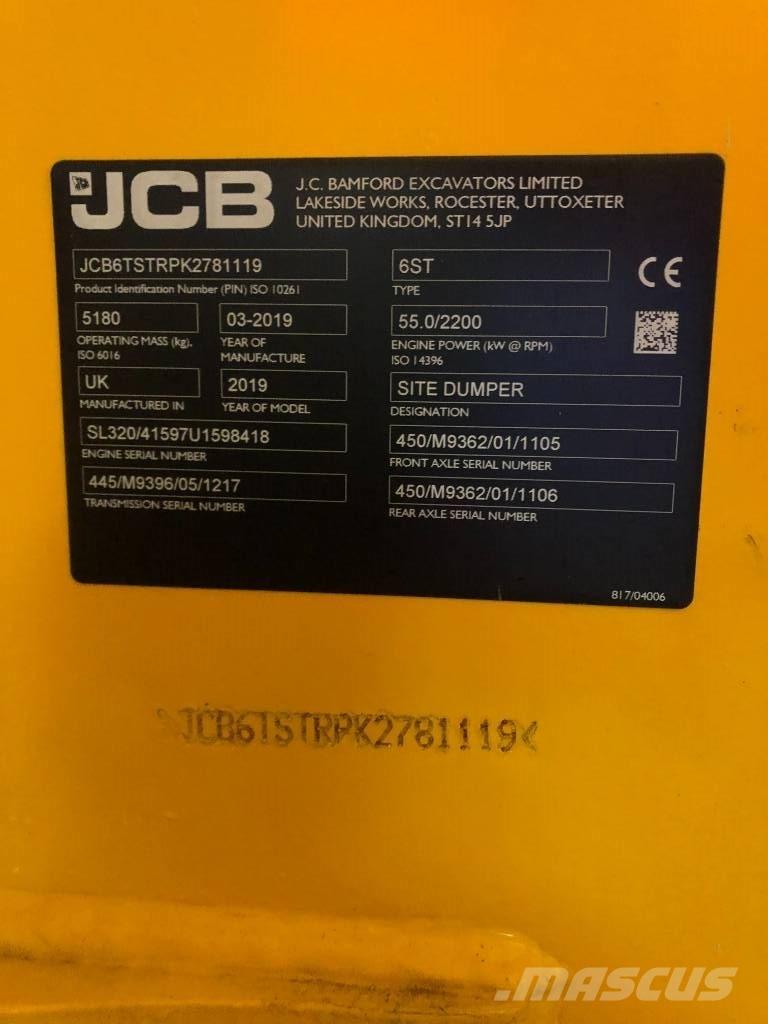 JCB
J.C. BAMFORD EXCAVATORS LIMITED
LAKESIDE WORKS, ROCESTER, UTTOXETER
UNITED KINGDOM, ST14 5JP
JCB6TSTRPK2781119
Product Identification Number (PIN) ISO 10261
6ST
TYPE
CE
5180
OPERATING MASS (kg),
ISO 6016
03-2019
YEAR OF
MANUFACTURE
55.0/2200
ENGINE POWER (kW @ RPM)
ISO 14396
UK
MANUFACTURED IN
2019
YEAR OF MODEL
SITE DUMPER
DESIGNATION
SL320/41597U1598418
ENGINE SERIAL NUMBER
450/M9362/01/1105
FRONT AXLE SERIAL NUMBER
445/M9396/05/1217
TRANSMISSION SERIAL NUMBER
450/M9362/01/1106
REAR AXLE SERIAL NUMBER
817/04006
JCB6TSTRPK2781119<
.mascus